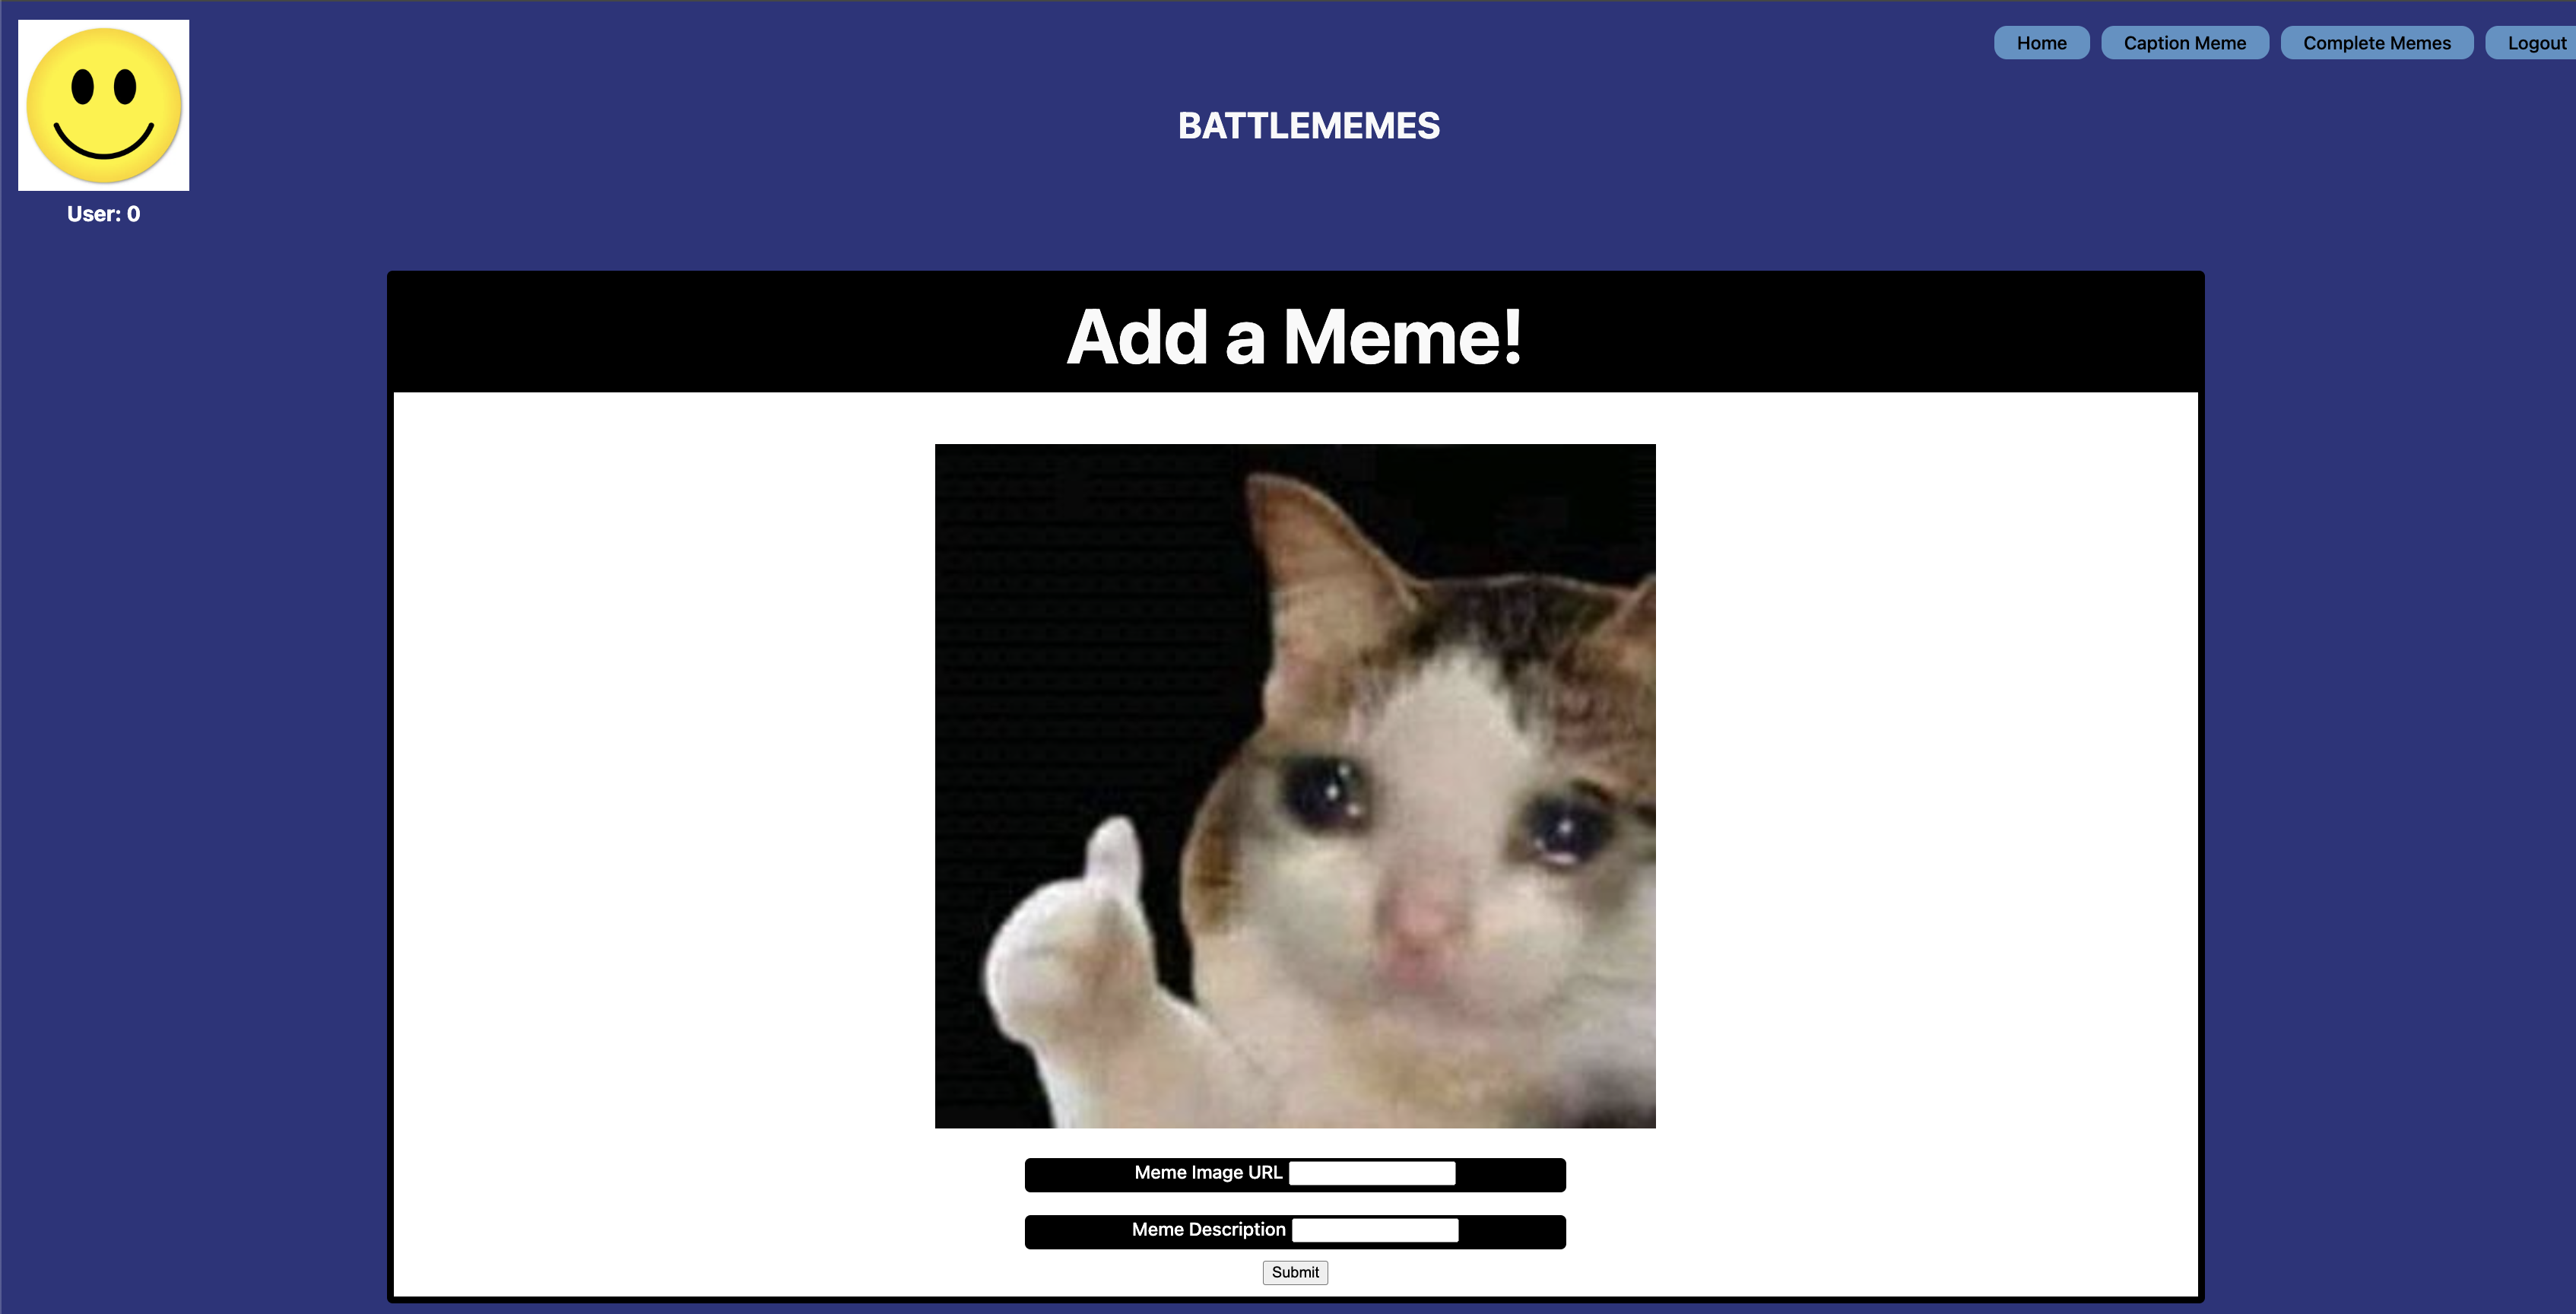 Home Caption Meme Complete Memes Logout
BATTLEMEMES
User: 0
Add a Meme!
Meme Image URL
Meme Description
Submit